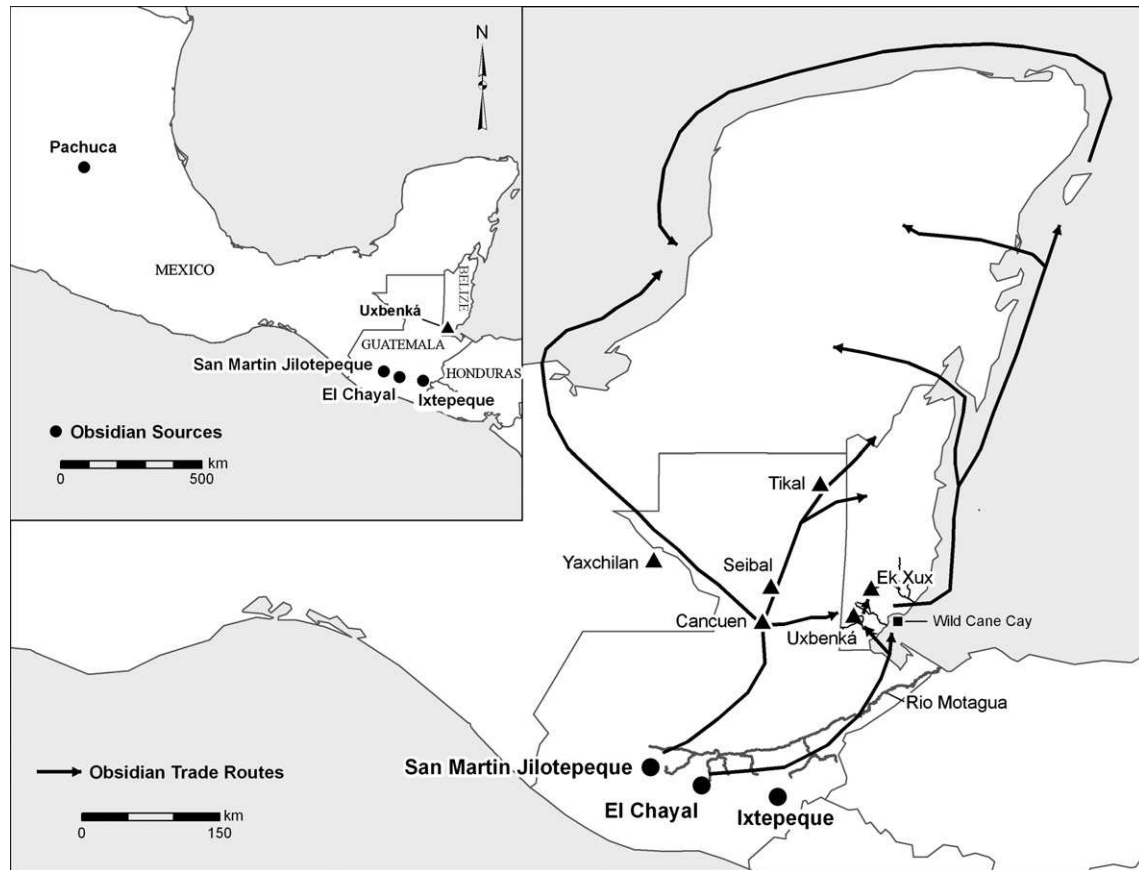 N
Pachuca
MEXICO
BELIZE
Uxbenká
GUATEMALA
San Martin Jilotepeque
HONDURAS
El Chayal
Ixtepeque
Obsidian Sources
km
0
500
Tikal
Yaxchilan
Seibal
Ek Xux
Cancuen
Uxbenká
Wild Cane Cay
Rio Motagua
San Martin Jilotepeque
Obsidian Trade Routes
El Chayal
Ixtepeque
km
0
150